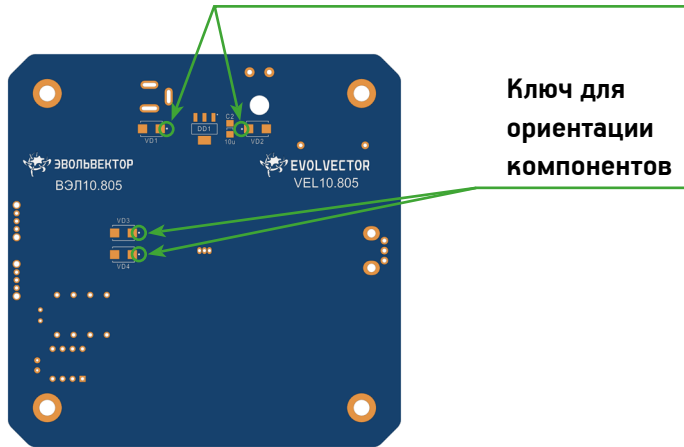 Ключ для
ориентации
компонентов
C2
DD1
VD1
10u
VD2
ЭВОЛЬВЕКТОР
EVOLVECTOR
ВЭЛ10.805
VEL10.805
VD3
VD4